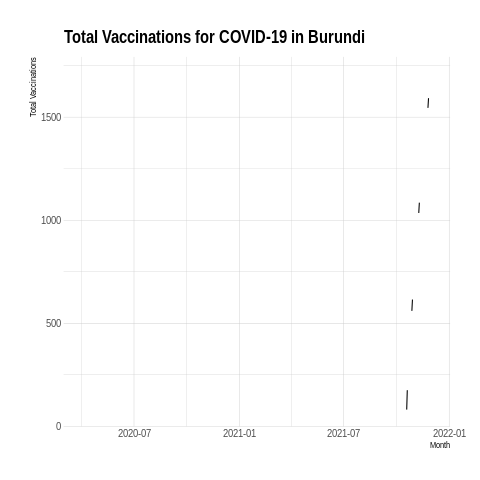 Total Vaccinations for COVID-19 in Burundi
Total Vaccinations
1500
1000
500
0
2020-07 2021-01 2021-07 2022-01
Month